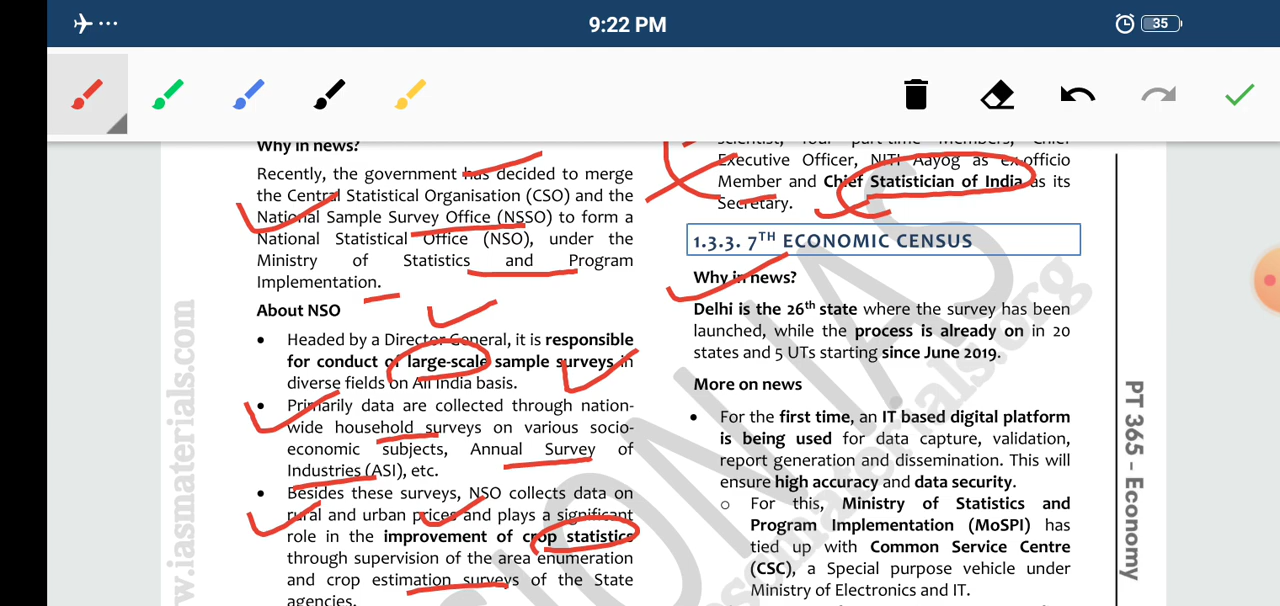 9:22 PM
35
Why in news?
Recently, the government has decided to merge
the Central Statistical Organisation (CSO) and the
National Sample Survey Office (NSSO) to form a
National Statistical Office (NSO), under the
Ministry of Statistics and Program
Implementation.
About NSO
• Headed by a Director General, it is responsible
for conduct of large-scale sample surveys in
diverse fields on All India basis.
• Primarily data are collected through nation-
wide household surveys on various socio-
economic subjects, Annual Survey of
Industries (ASI), etc.
• Besides these surveys, NSO collects data on
rural and urban prices and plays a significant
role in the improvement of crop statistics
through supervision of the area enumeration
and crop estimation surveys of the State
agencies.
scientist, four part-time Members, Chief
Executive Officer, NITI Aayog as ex-officio
Member and Chief Statistician of India as its
Secretary.
1.3.3. 7TH ECONOMIC CENSUS
Why in news?
Delhi is the 26th state where the survey has been
launched, while the process is already on in 20
states and 5 UTs starting since June 2019.
More on news
• For the first time, an IT based digital platform
is being used for data capture, validation,
report generation and dissemination. This will
ensure high accuracy and data security.
o For this, Ministry of Statistics and
Program Implementation (MoSPI) has
tied up with Common Service Centre
(CSC), a Special purpose vehicle under
Ministry of Electronics and IT.
PT 365 - Economy
w.iasmaterials.com